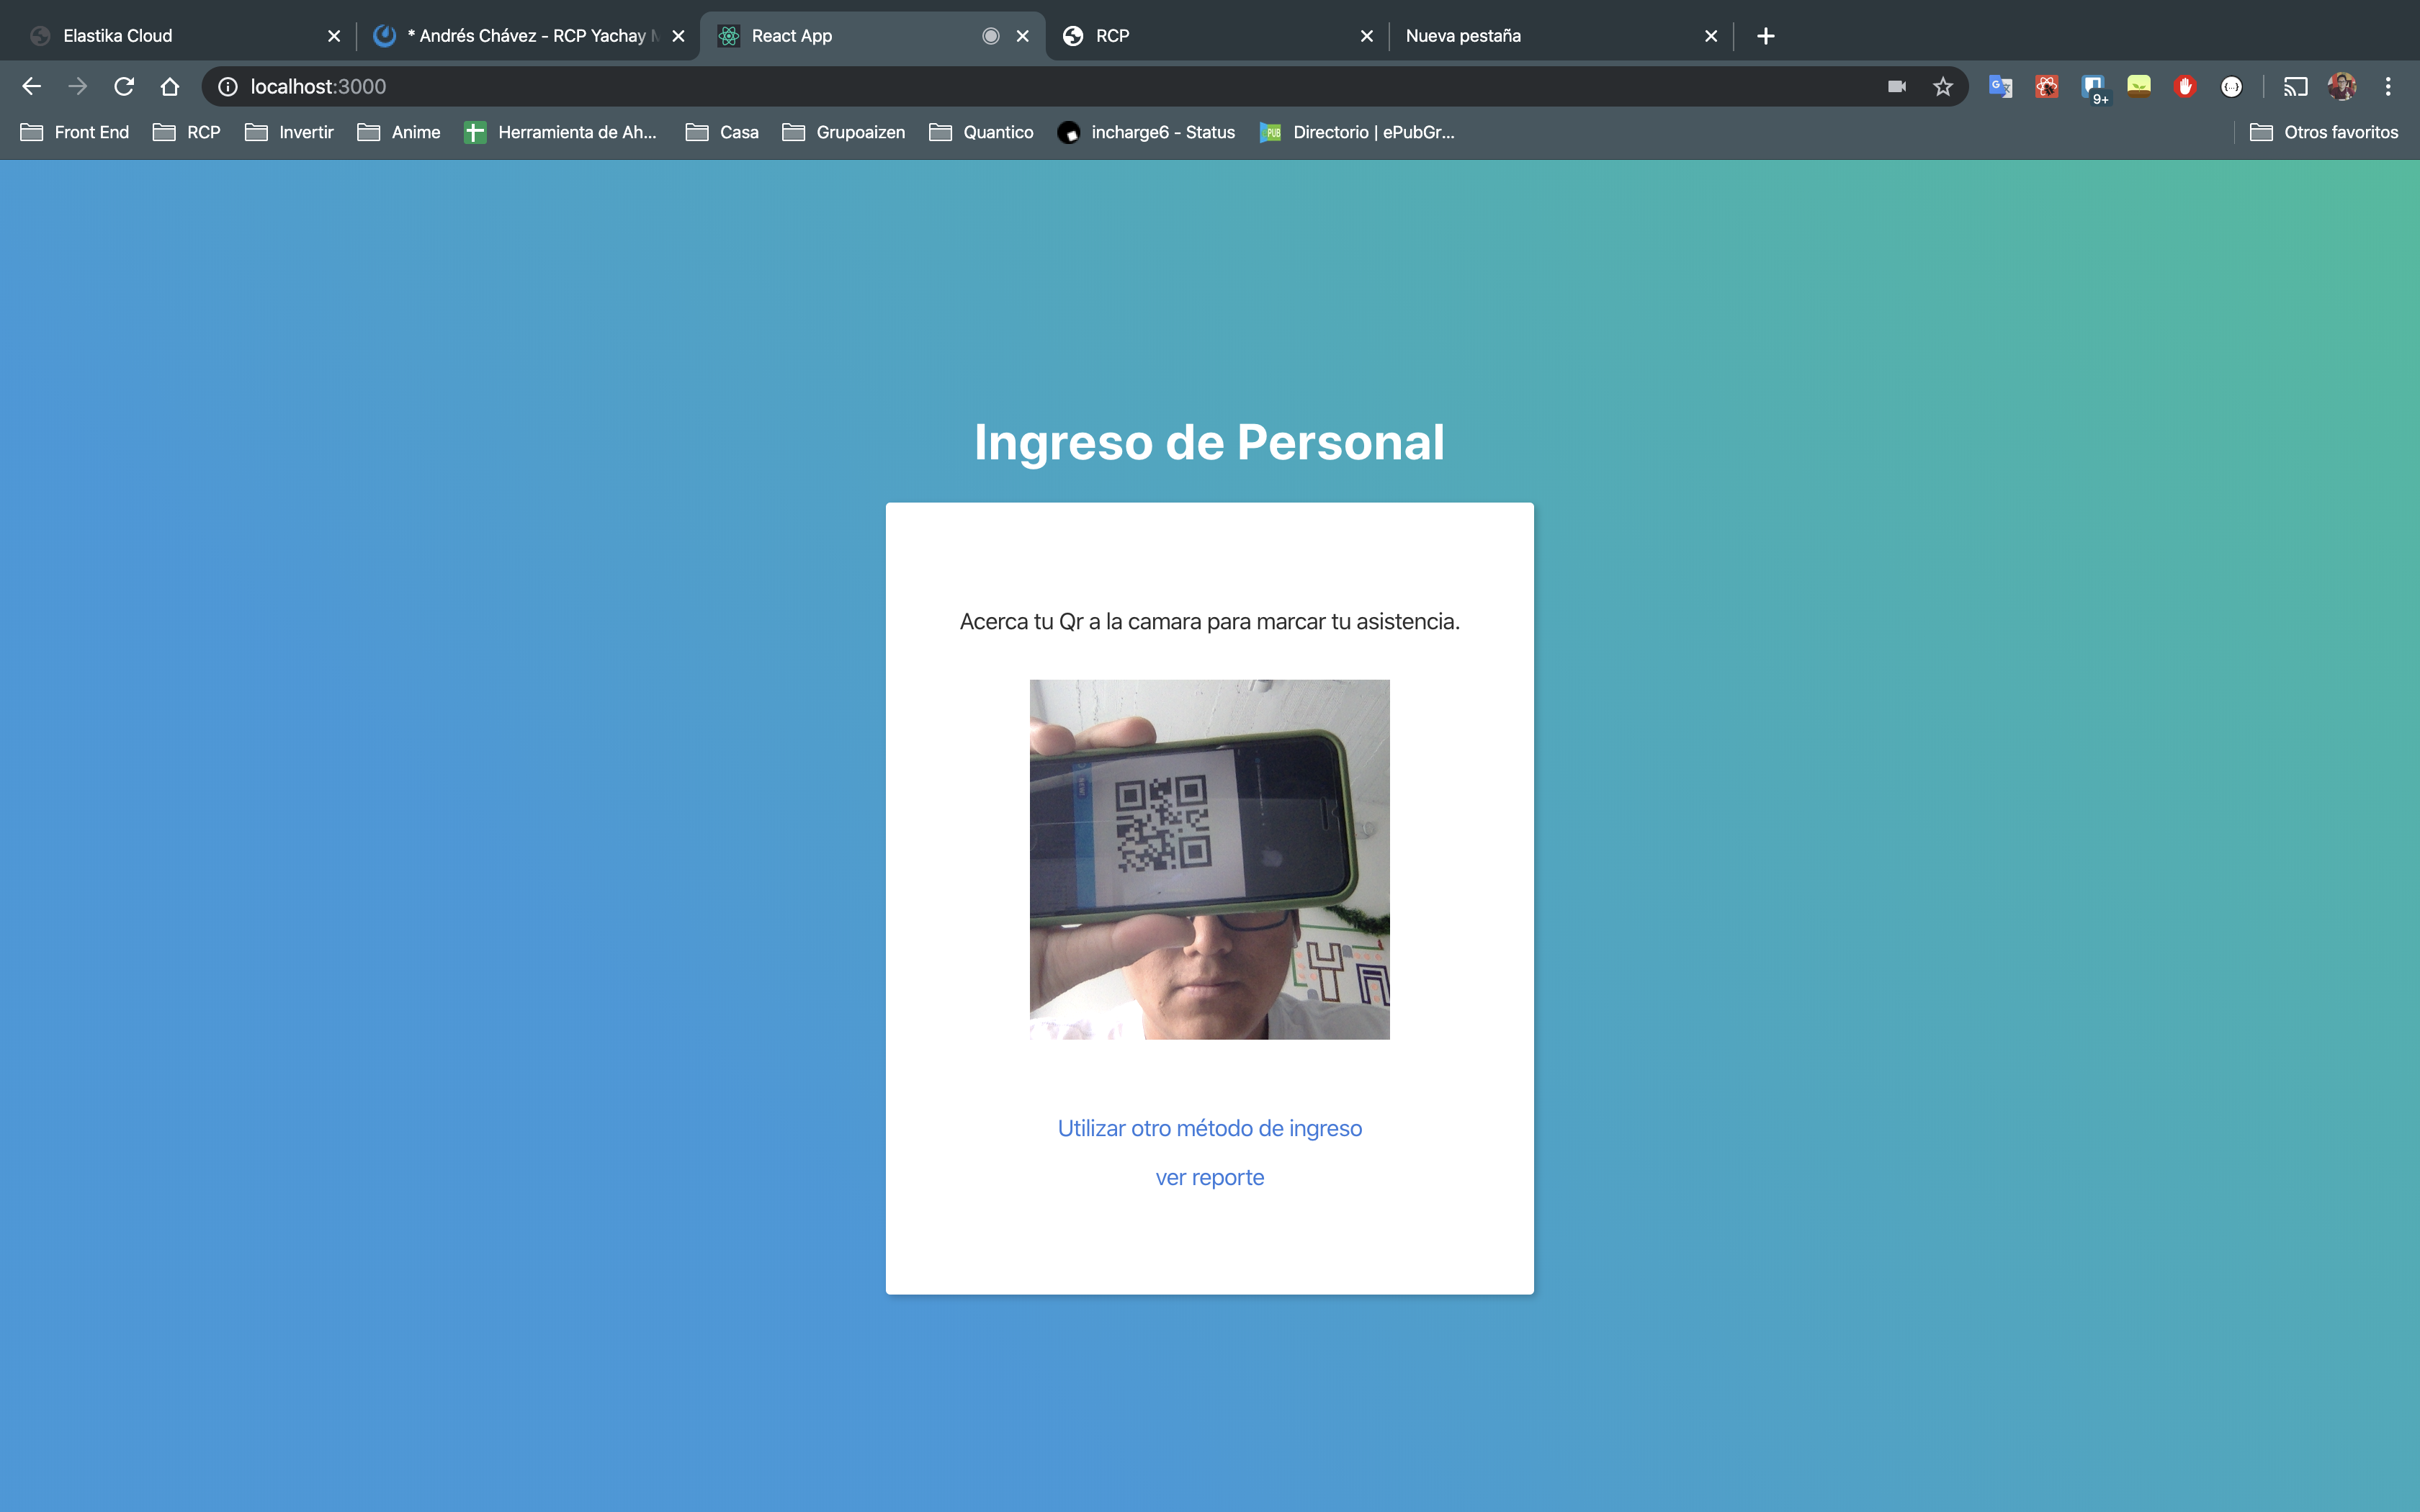 Elastika Cloud
* Andrés Chávez - RCP Yachay
React App
RCP
Nueva pestaña
localhost:3000
9+
Front End
RCP
Invertir
Anime
Herramienta de Ah...
Casa
Grupoaizen
Quantico
incharge6 - Status
Directorio | ePubGr...
Otros favoritos
Ingreso de Personal
Acerca tu Qr a la camara para marcar tu asistencia.
Utilizar otro método de ingreso
ver reporte